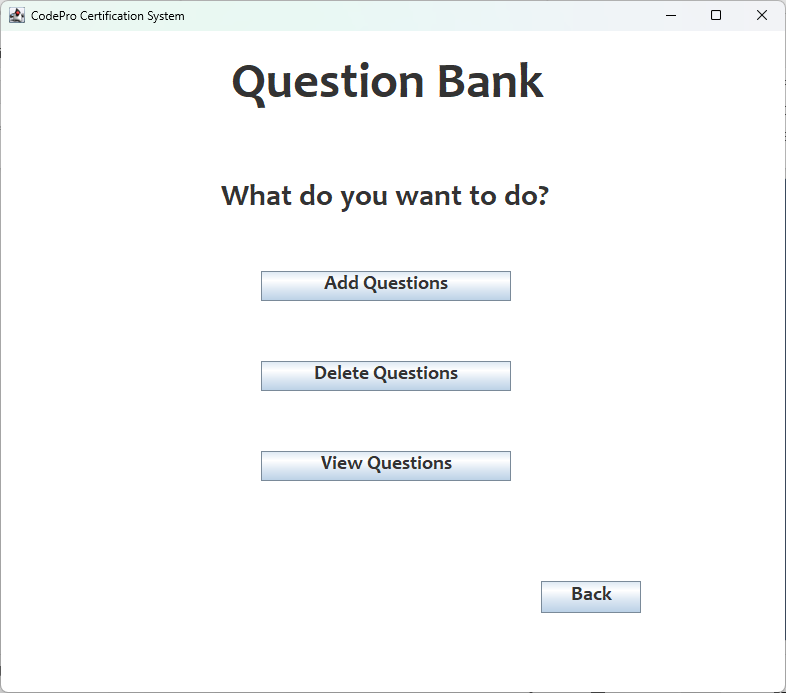 CodePro Certification System
Question Bank
What do you want to do?
Add Questions
Delete Questions
View Questions
Back